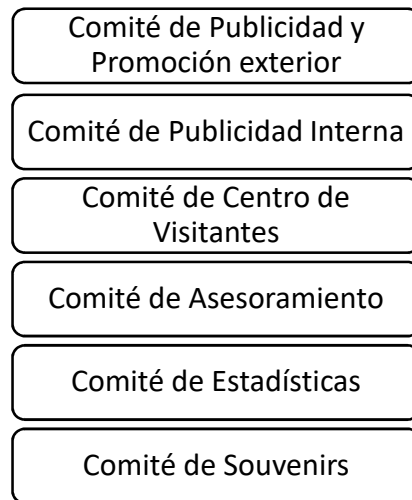 Comité de Publicidad y
Promoción exterior
Comité de Publicidad Interna
Comité de Centro de
Visitantes
Comité de Asesoramiento
Comité de Estadísticas
Comité de Souvenirs